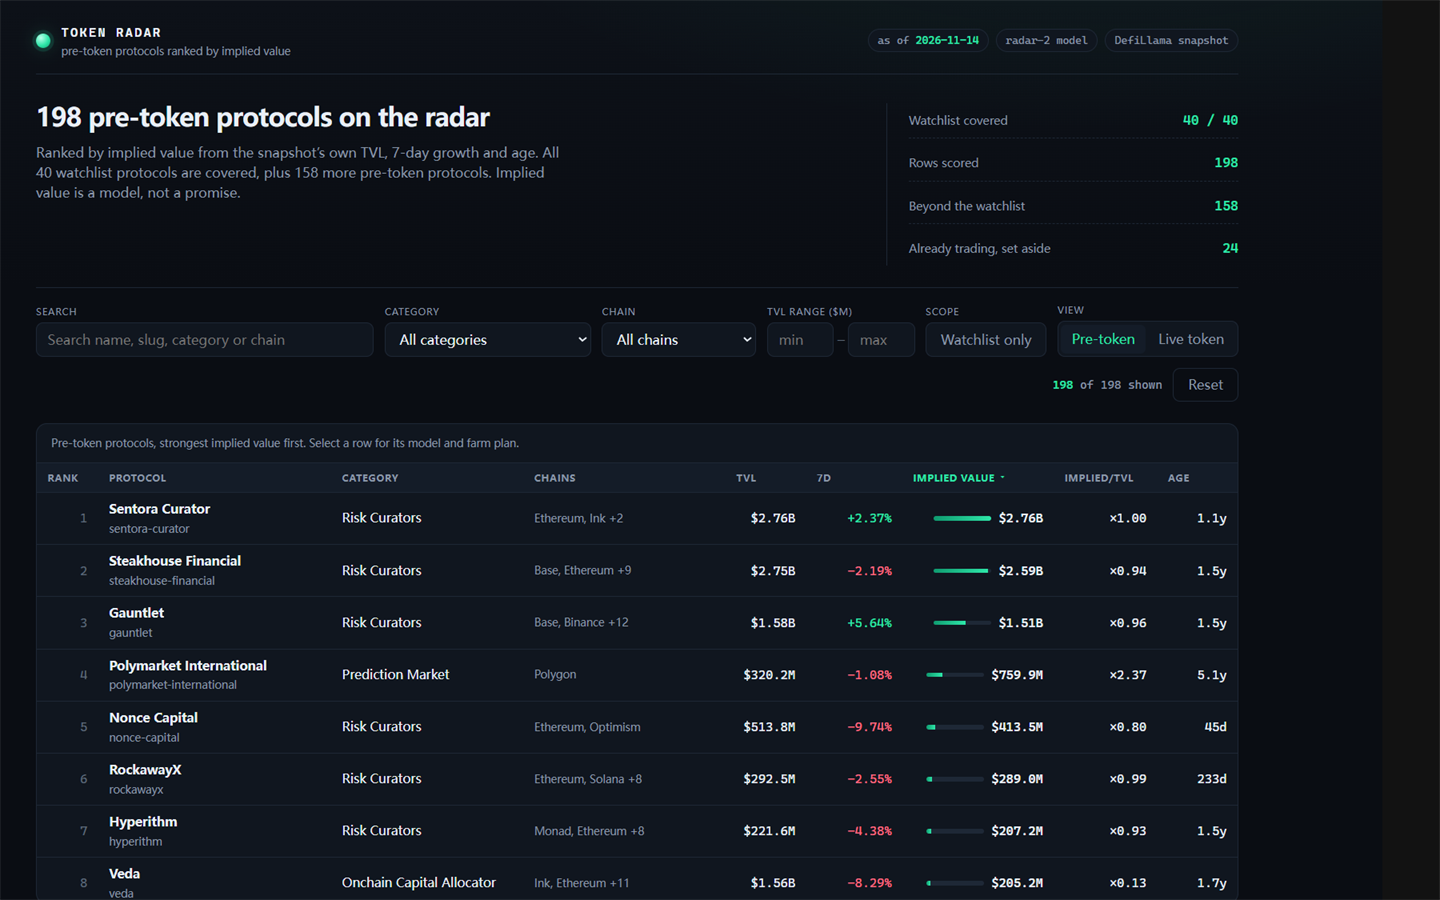 TOKEN RADAR
pre-token protocols ranked by implied value
as of 2026-11-14
radar-2 model
DefiLlama snapshot
198 pre-token protocols on the radar
Ranked by implied value from the snapshot's own TVL, 7-day growth and age. All
40 watchlist protocols are covered, plus 158 more pre-token protocols. Implied
value is a model, not a promise.
Watchlist covered 40 / 40
Rows scored 198
Beyond the watchlist 158
Already trading, set aside 24
SEARCH CATEGORY CHAIN TVL RANGE ($M) SCOPE VIEW
Search name, slug, category or chain All categories All chains min – max Watchlist only Pre-token Live token
198 of 198 shown Reset
Pre-token protocols, strongest implied value first. Select a row for its model and farm plan.
RANK PROTOCOL CATEGORY CHAINS TVL 7D IMPLIED VALUE IMPLIED/TVL AGE
1 Sentora Curator Risk Curators Ethereum, Ink +2 $2.76B +2.37% $2.76B ×1.00 1.1y
sentora-curator
2 Steakhouse Financial Risk Curators Base, Ethereum +9 $2.75B −2.19% $2.59B ×0.94 1.5y
steakhouse-financial
3 Gauntlet Risk Curators Base, Binance +12 $1.58B +5.64% $1.51B ×0.96 1.5y
gauntlet
4 Polymarket International Prediction Market Polygon $320.2M −1.08% $759.9M ×2.37 5.1y
polymarket-international
5 Nonce Capital Risk Curators Ethereum, Optimism $513.8M −9.74% $413.5M ×0.80 45d
nonce-capital
6 RockawayX Risk Curators Ethereum, Solana +8 $292.5M −2.55% $289.0M ×0.99 233d
rockawayx
7 Hyperithm Risk Curators Monad, Ethereum +8 $221.6M −4.38% $207.2M ×0.93 1.5y
hyperithm
8 Veda Onchain Capital Allocator Ink, Ethereum +11 $1.56B −8.29% $205.2M ×0.13 1.7y
veda